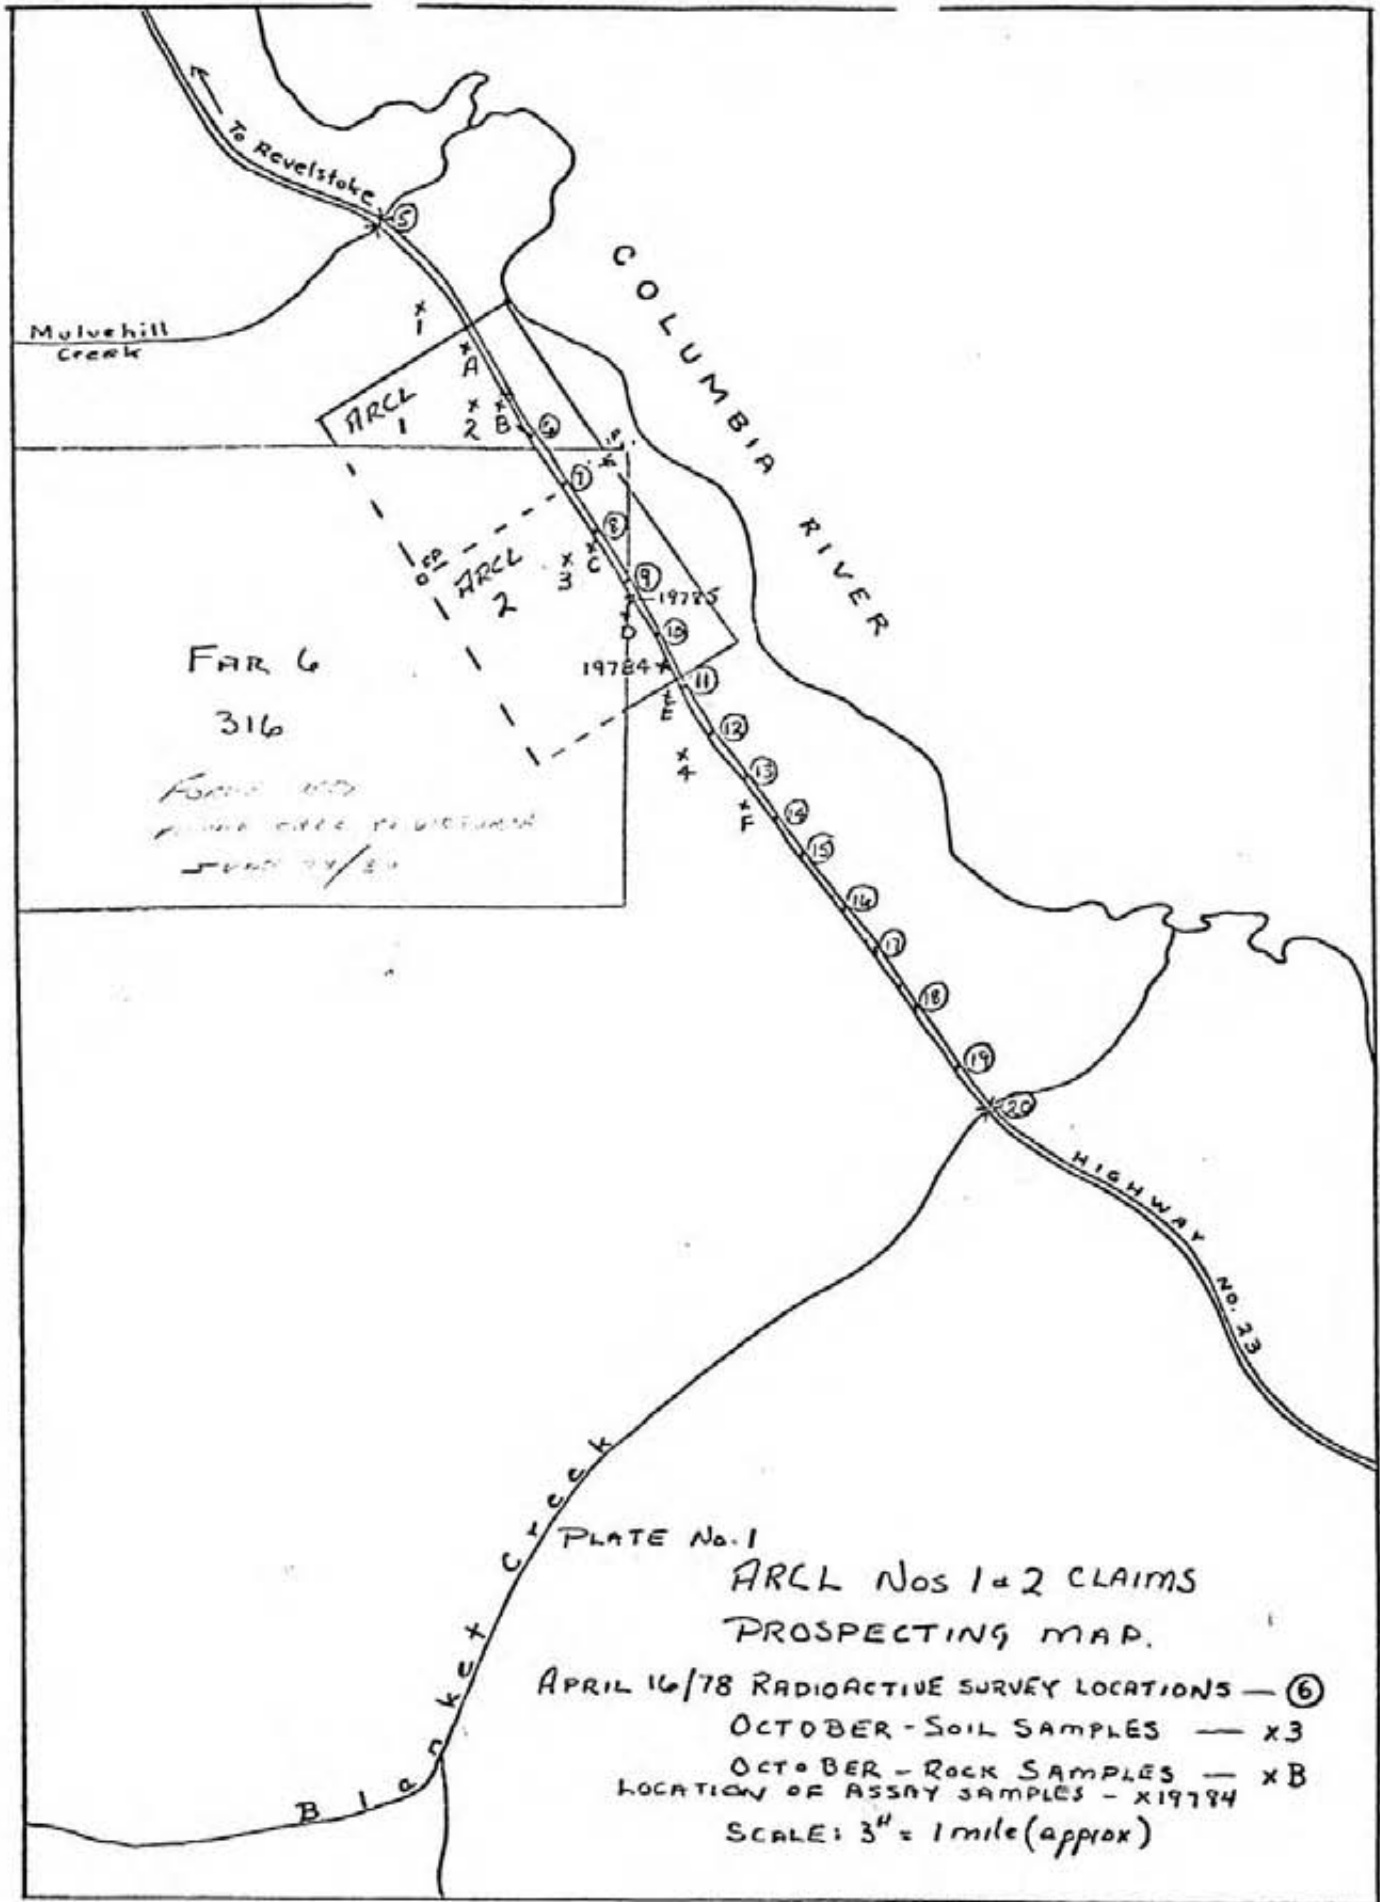 To Revelstoke
5
COLUMBIA RIVER
Mulvehill
Creek
x
1
x
A
ARCL
1
x
2
x
B
6
7
8
ARCL
2
x
3
x
C
9
19785
D
10
FAR 6
316
19784 x
11
E
12
x
4
13
x
F
14
15
16
17
18
19
20
HIGHWAY NO. 23
Blanket Creek
PLATE No. 1
ARCL Nos 1 & 2 CLAIMS
PROSPECTING MAP.
APRIL 16/78 RADIOACTIVE SURVEY LOCATIONS — 6
OCTOBER - SOIL SAMPLES — x3
OCTOBER - ROCK SAMPLES — xB
LOCATION OF ASSAY SAMPLES - x19784
SCALE: 3" = 1 mile (approx)